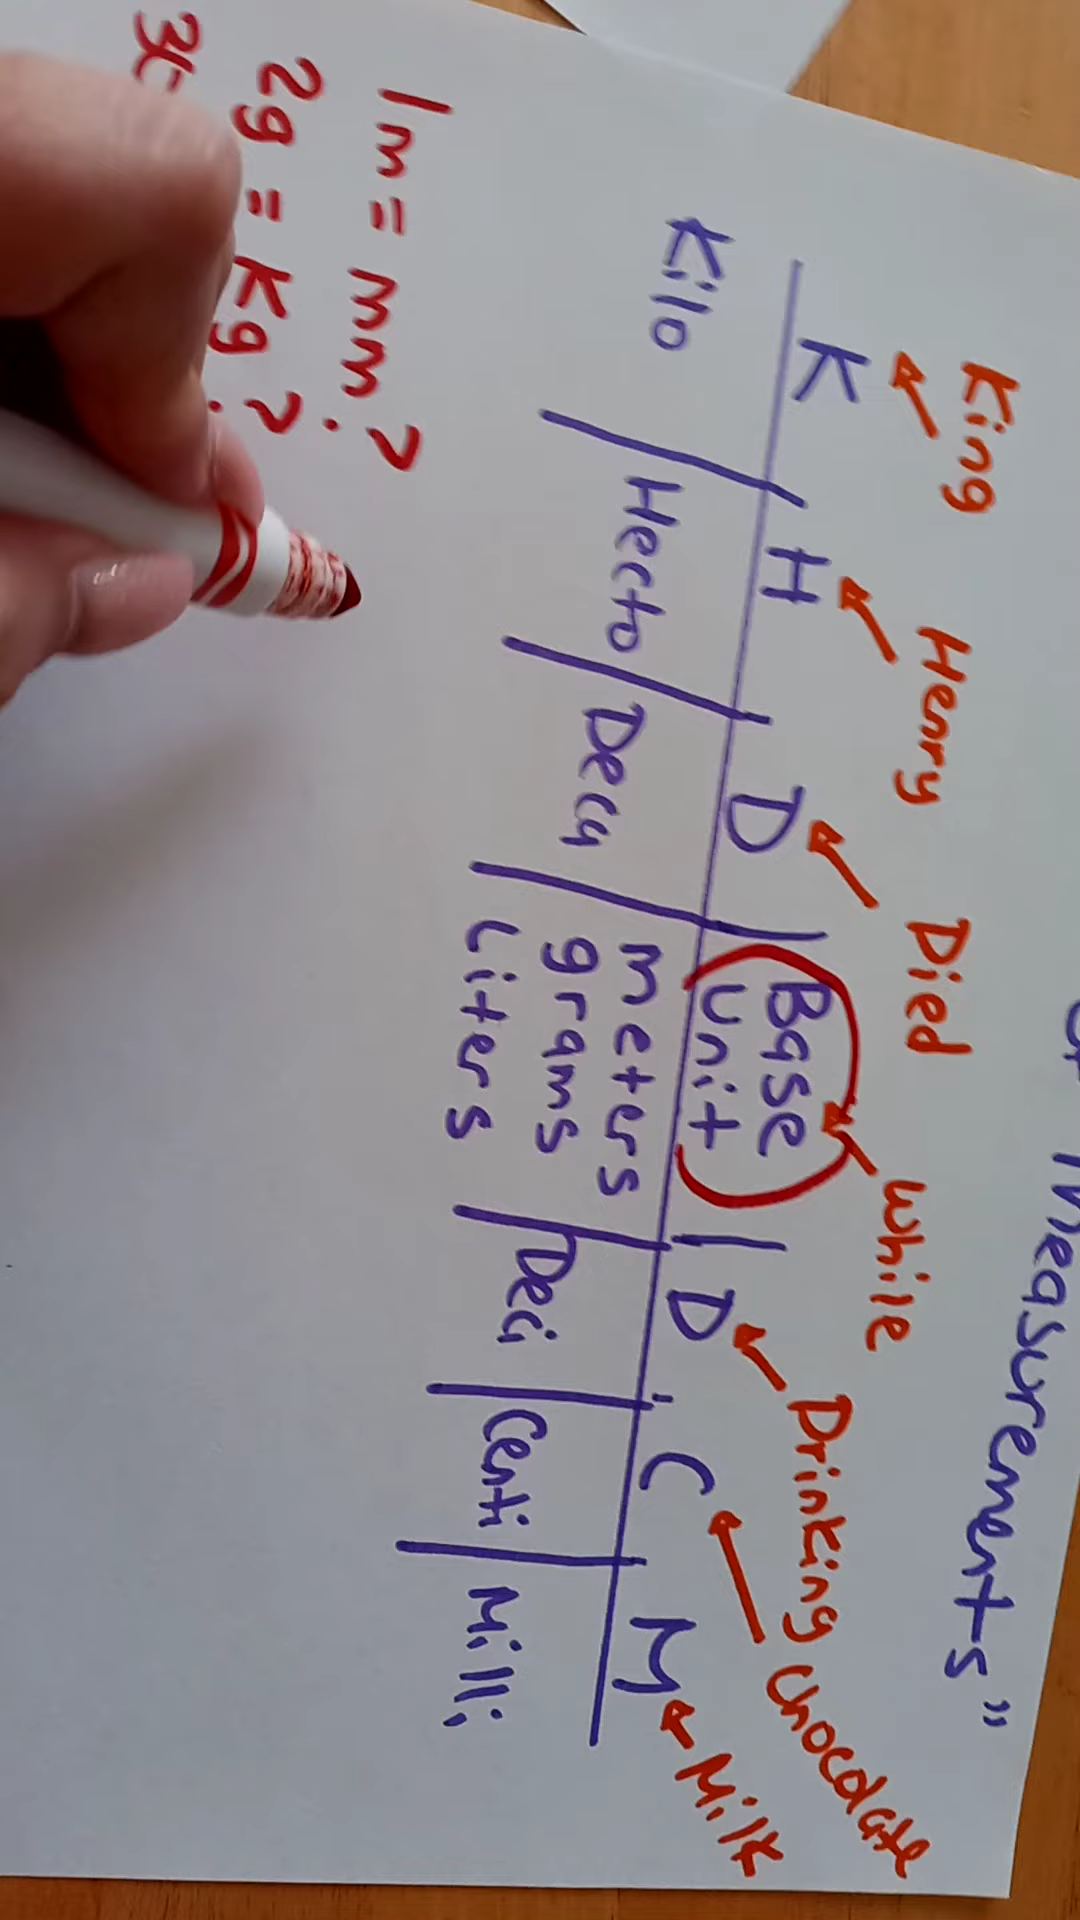 Measurements"
King Henry Died while Drinking Chocolate Milk
K H D Base Unit D C M
Kilo Hecto Deca meters grams Liters Deci Centi Milli
1m = mm?
2g = Kg?